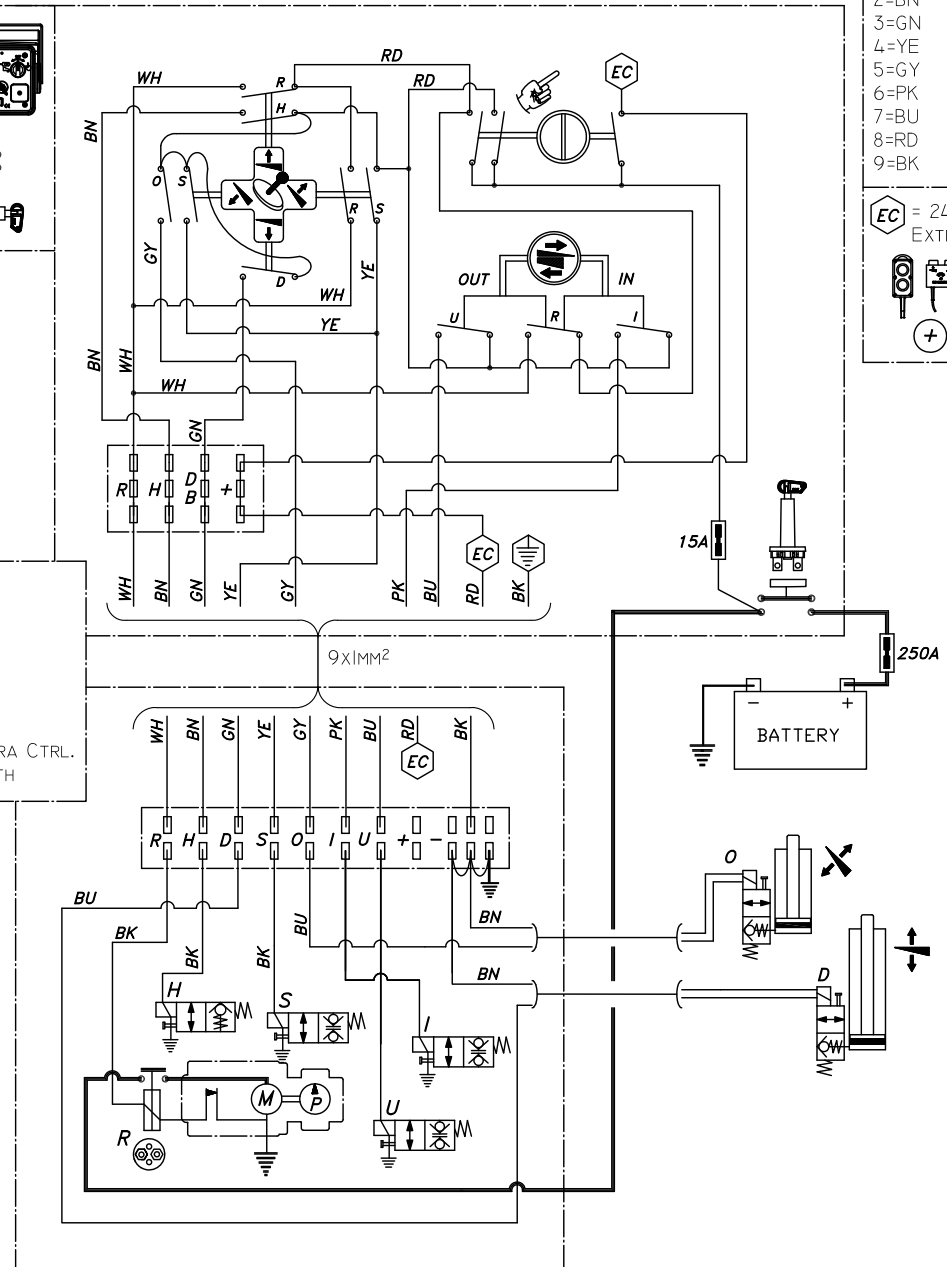 2=BN
3=GN
4=YE
5=GY
6=PK
7=BU
8=RD
9=BK
EC = 24
EXT
+
RD
WH R RD EC
BN H
O S
R S
GY D YE
WH
YE
OUT IN
U R I
BN WH WH
GN
R H D B +
15A
EC
WH BN GN YE GY PK BU RD BK
250A
9X1MM²
- +
BATTERY
RA CTRL.
TH
WH BN GN YE GY PK BU RD BK
EC
R H D S O I U + -
O
BU
BN
BK BK BK BU
BN
D
H S
I
M P
U
R